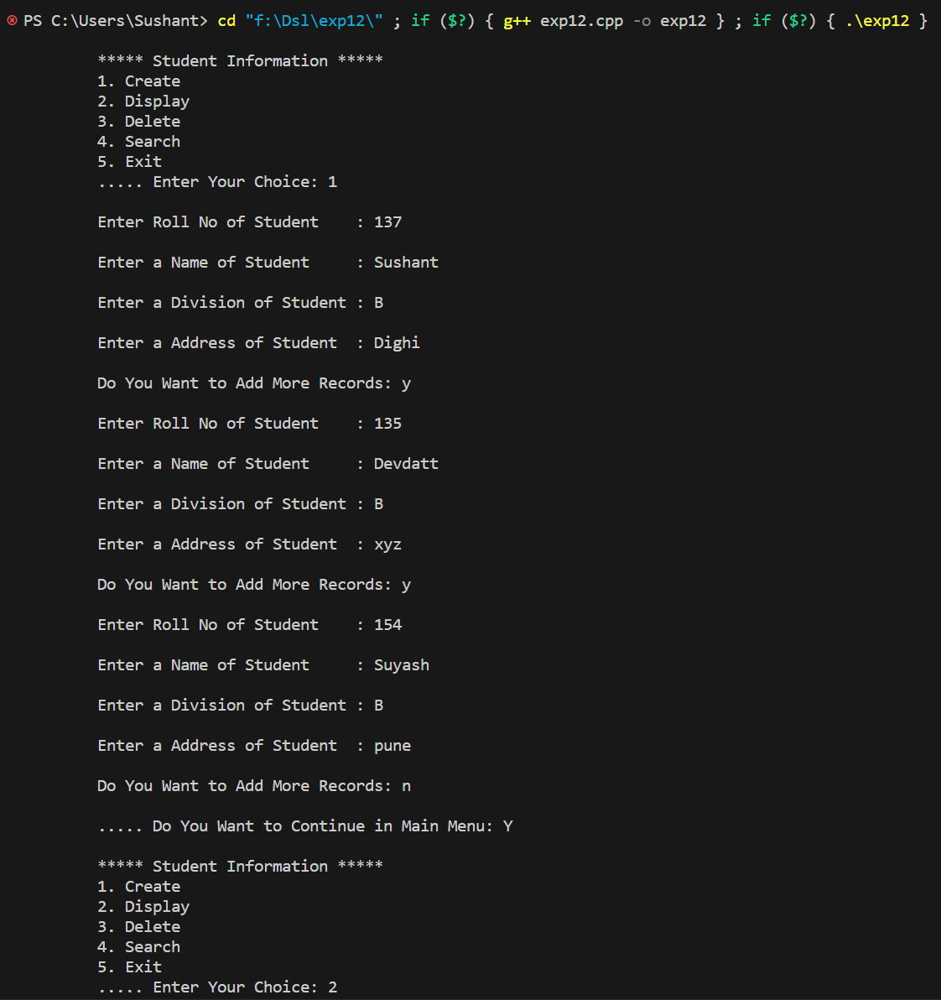 PS C:\Users\Sushant> cd "f:\Dsl\exp12\" ; if ($?) { g++ exp12.cpp -o exp12 } ; if ($?) { .\exp12 }
***** Student Information *****
1. Create
2. Display
3. Delete
4. Search
5. Exit
..... Enter Your Choice: 1
Enter Roll No of Student    : 137
Enter a Name of Student     : Sushant
Enter a Division of Student : B
Enter a Address of Student  : Dighi
Do You Want to Add More Records: y
Enter Roll No of Student    : 135
Enter a Name of Student     : Devdatt
Enter a Division of Student : B
Enter a Address of Student  : xyz
Do You Want to Add More Records: y
Enter Roll No of Student    : 154
Enter a Name of Student     : Suyash
Enter a Division of Student : B
Enter a Address of Student  : pune
Do You Want to Add More Records: n
..... Do You Want to Continue in Main Menu: Y
***** Student Information *****
1. Create
2. Display
3. Delete
4. Search
5. Exit
..... Enter Your Choice: 2